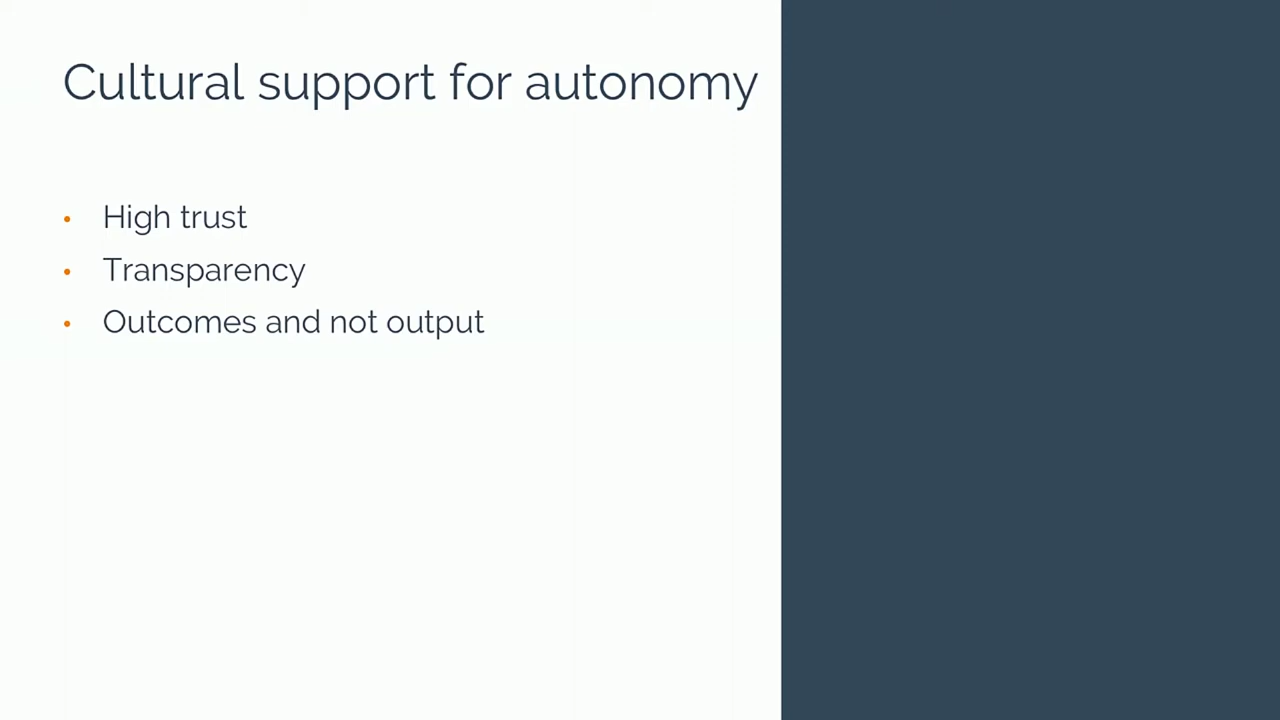 Cultural support for autonomy
• High trust
• Transparency
• Outcomes and not output